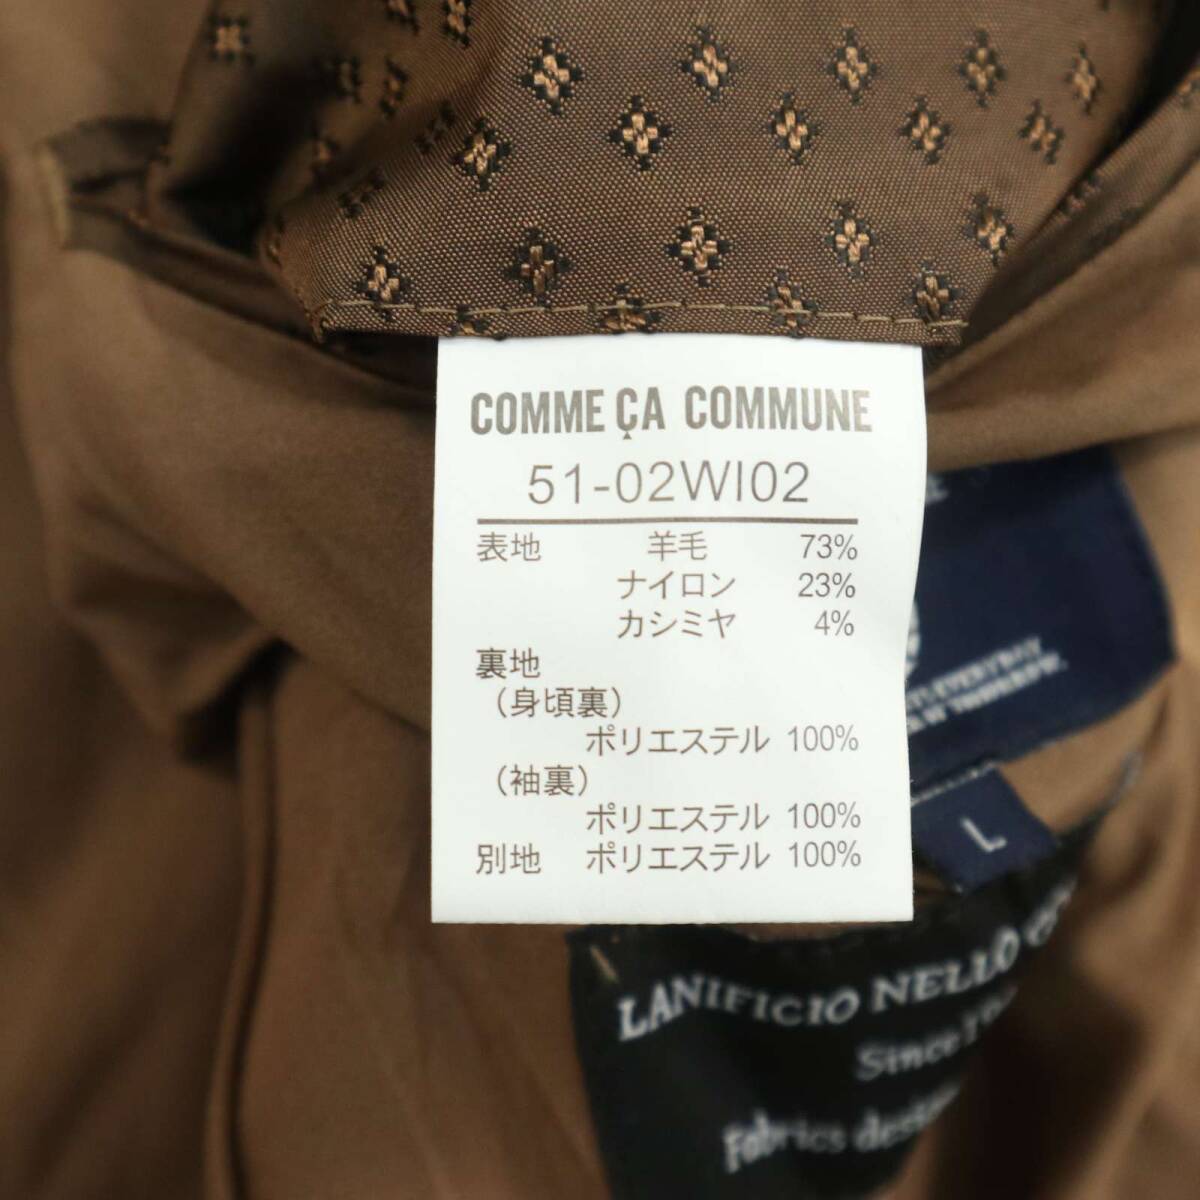 COMME ÇA COMMUNE
51-02WI02
表地 羊毛 73%
ナイロン 23%
カシミヤ 4%
裏地
（身頃裏）
ポリエステル 100%
（袖裏）
ポリエステル 100%
別地 ポリエステル 100%
L
LANIFICIO NELLO
Since
Fabrics